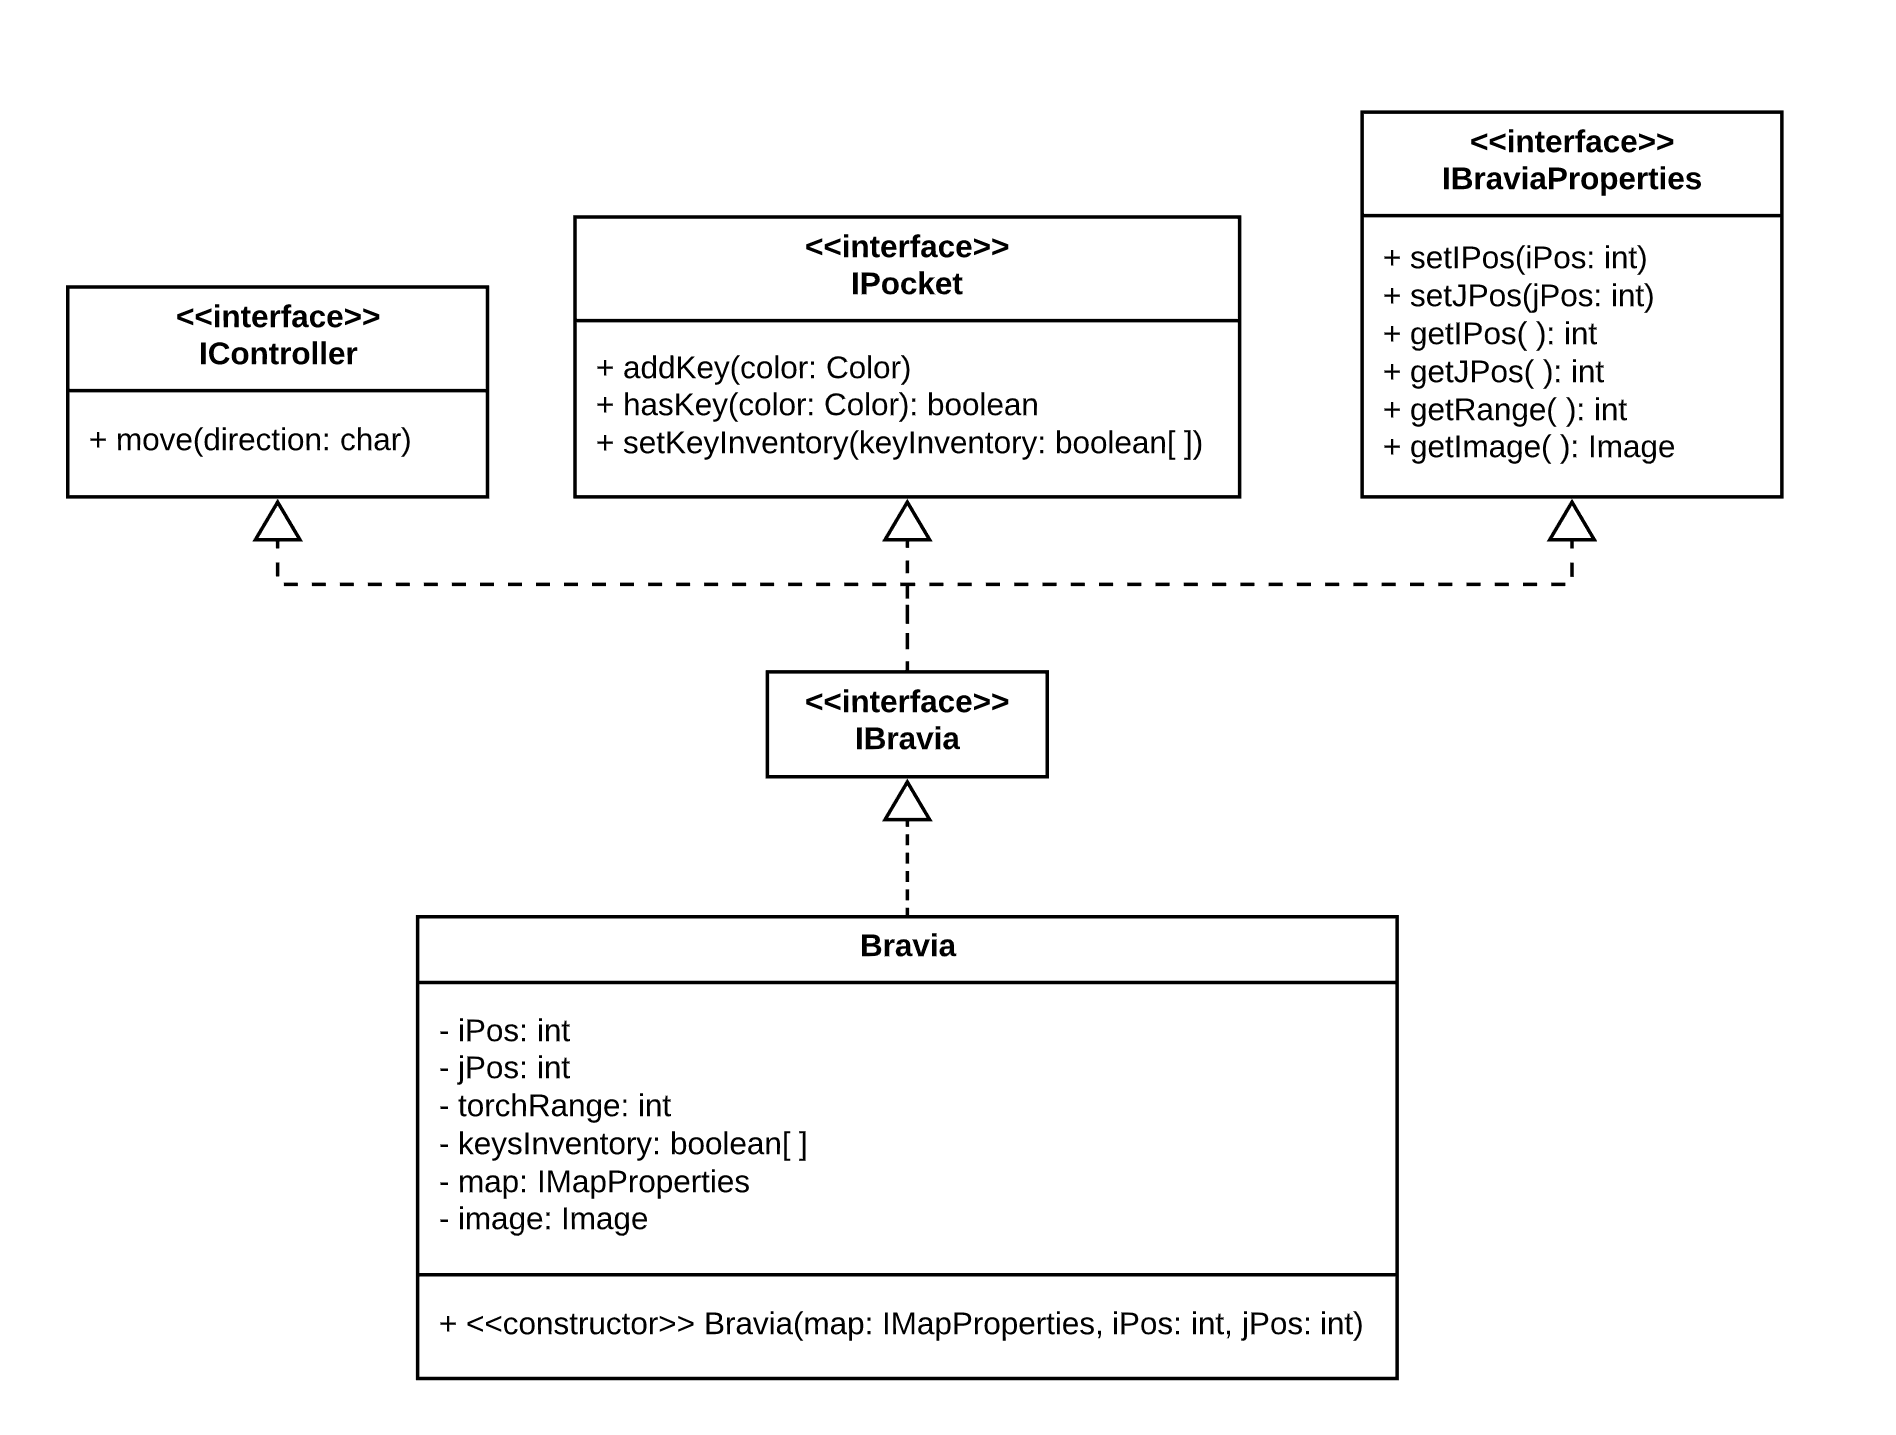 <<interface>>
IController
+ move(direction: char)
<<interface>>
IPocket
+ addKey(color: Color)
+ hasKey(color: Color): boolean
+ setKeyInventory(keyInventory: boolean[ ])
<<interface>>
IBraviaProperties
+ setIPos(iPos: int)
+ setJPos(jPos: int)
+ getIPos( ): int
+ getJPos( ): int
+ getRange( ): int
+ getImage( ): Image
<<interface>>
IBravia
Bravia
- iPos: int
- jPos: int
- torchRange: int
- keysInventory: boolean[ ]
- map: IMapProperties
- image: Image
+ <<constructor>> Bravia(map: IMapProperties, iPos: int, jPos: int)